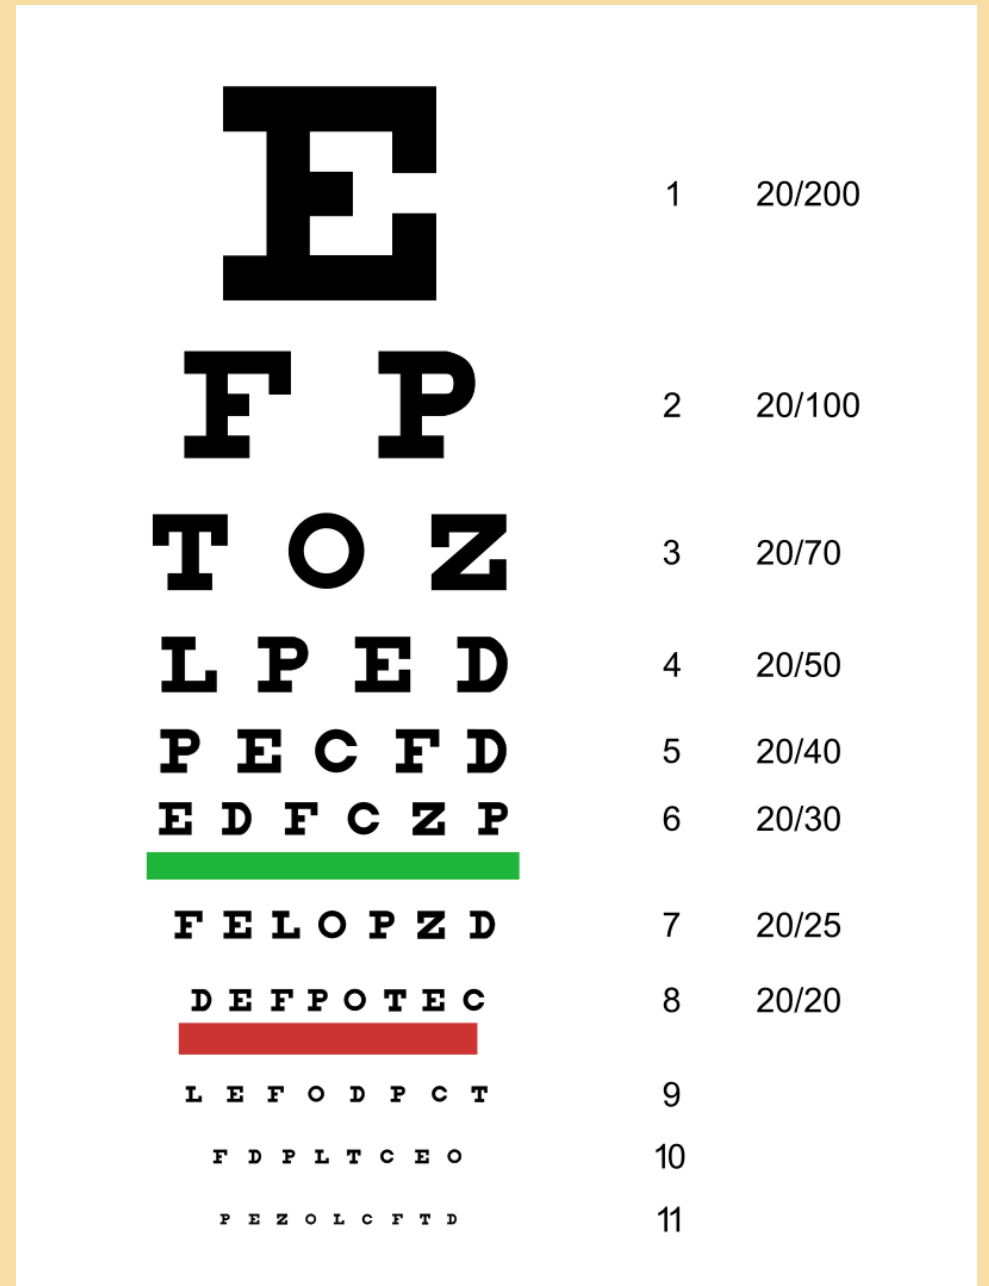 E 1 20/200
F P 2 20/100
T O Z 3 20/70
L P E D 4 20/50
P E C F D 5 20/40
E D F C Z P 6 20/30
F E L O P Z D 7 20/25
D E F P O T E C 8 20/20
L E F O D P C T 9
F D P L T C E O 10
P E Z O L C F T D 11